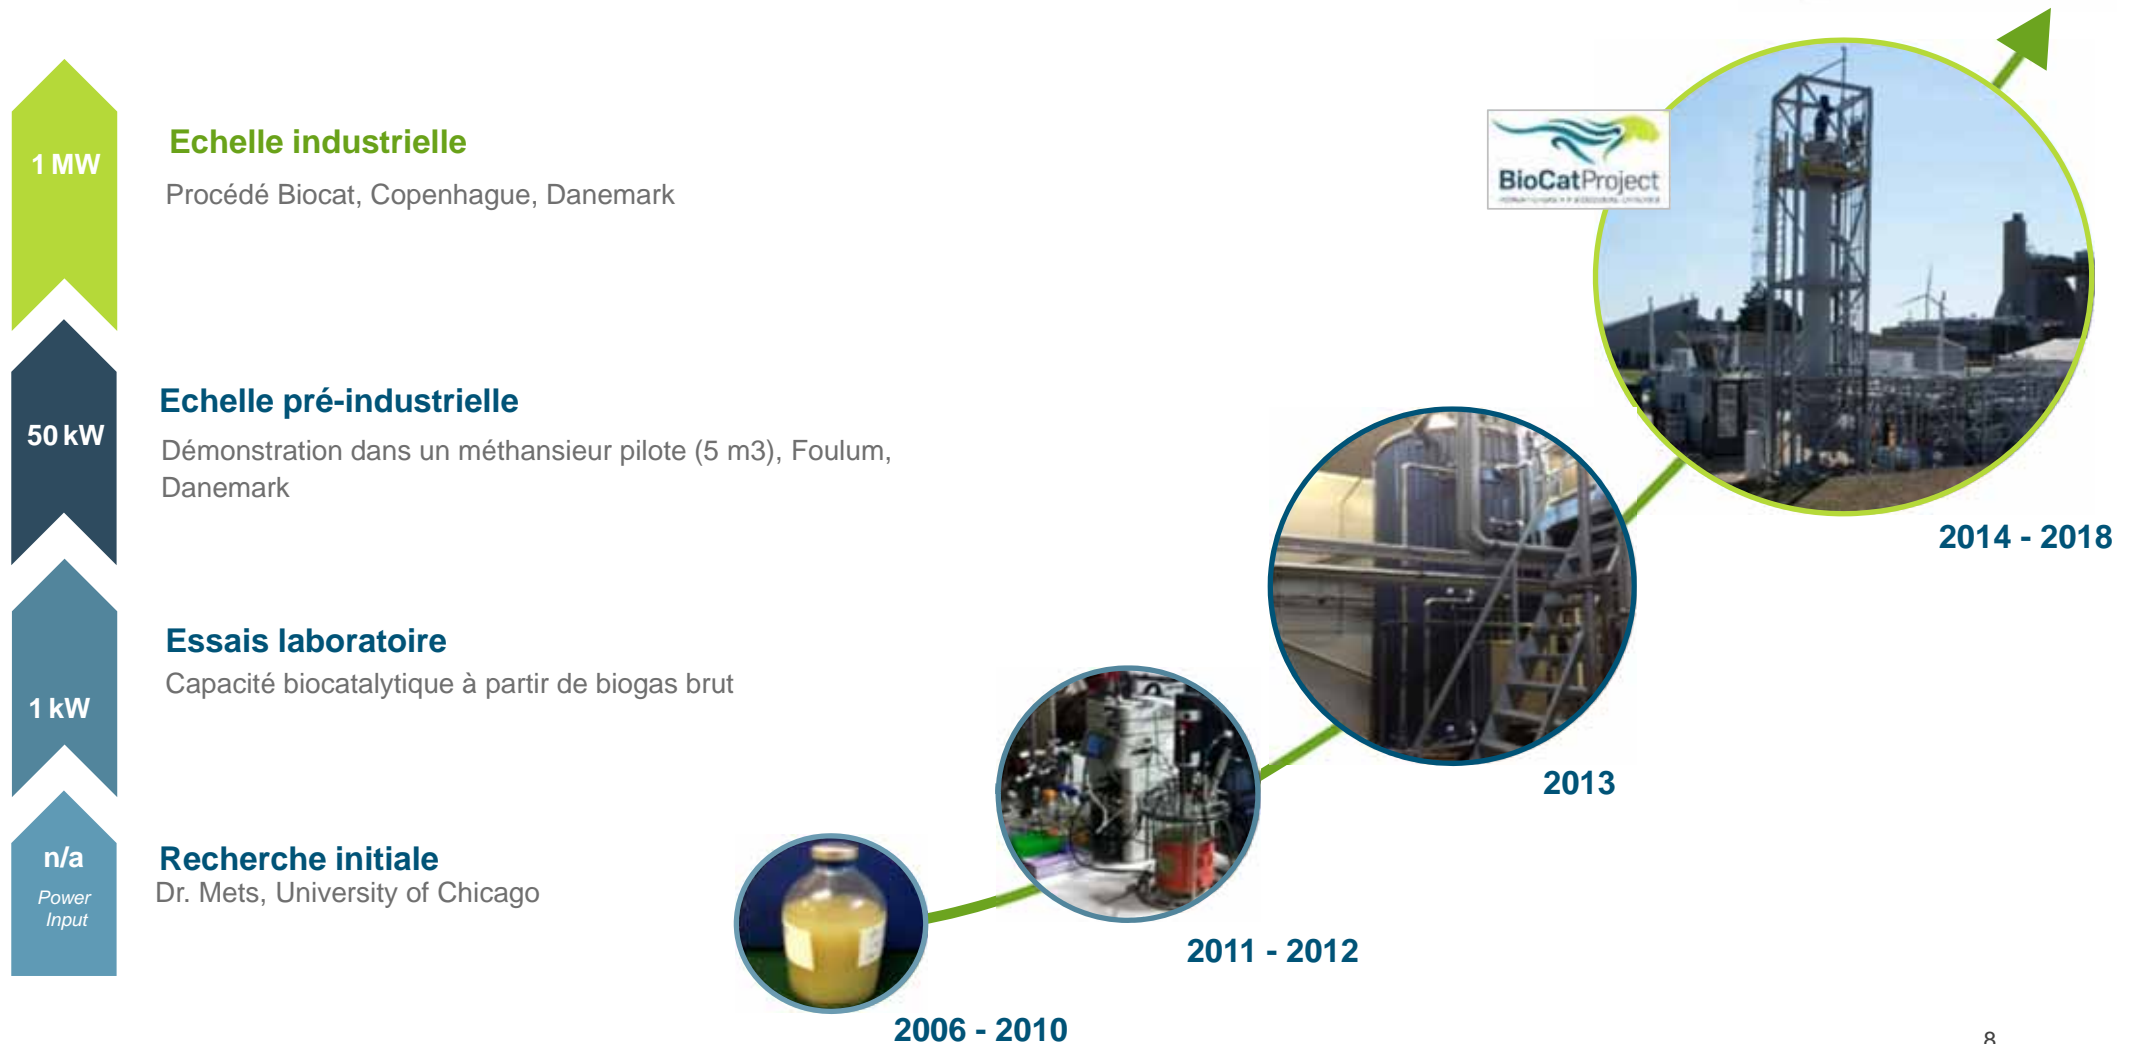 1 MW
Echelle industrielle
Procédé Biocat, Copenhague, Danemark
BioCatProject
50 kW
Echelle pré-industrielle
Démonstration dans un méthansieur pilote (5 m3), Foulum,
Danemark
2014 - 2018
1 kW
Essais laboratoire
Capacité biocatalytique à partir de biogas brut
2013
n/a
Power
Input
Recherche initiale
Dr. Mets, University of Chicago
2011 - 2012
2006 - 2010
8